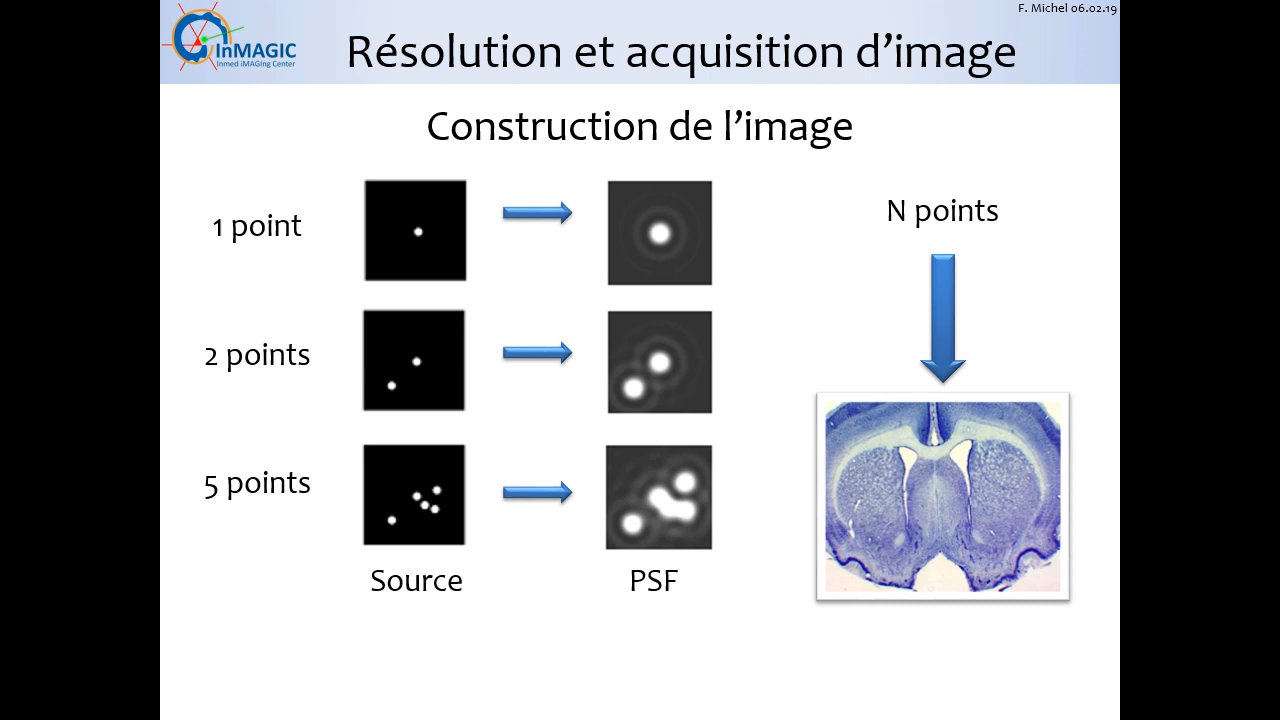 F. Michel 06.02.19
InMAGIC
Inmed iMAGIng Center
Résolution et acquisition d’image
Construction de l’image
1 point
N points
2 points
5 points
Source
PSF